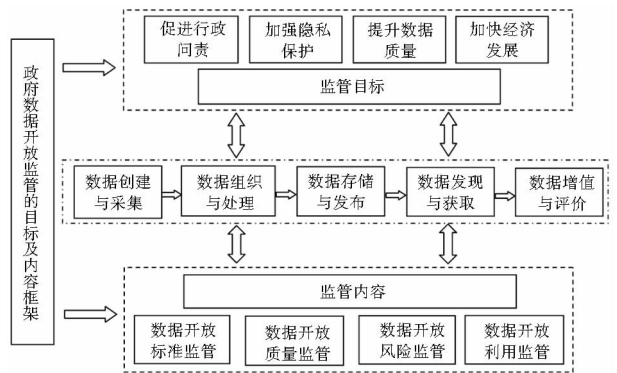 政府数据开放监管的目标及内容框架
促进行政
问责
加强隐私
保护
提升数据
质量
加快经济
发展
监管目标
数据创建
与采集
数据组织
与处理
数据存储
与发布
数据发现
与获取
数据增值
与评价
监管内容
数据开放
标准监管
数据开放
质量监管
数据开放
风险监管
数据开放
利用监管